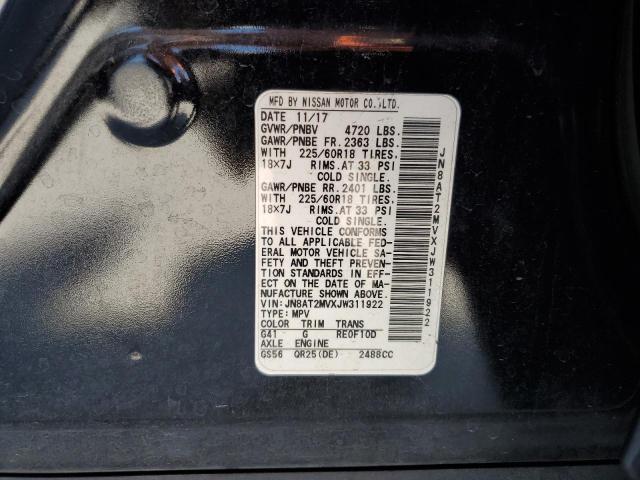 MFD BY NISSAN MOTOR CO.,LTD.
DATE 11/17
GVWR/PNBV 4720 LBS.
GAWR/PNBE FR. 2363 LBS.
WITH 225/60R18 TIRES.
18X7J RIMS.AT 33 PSI
COLD SINGLE.
GAWR/PNBE RR. 2401 LBS.
WITH 225/60R18 TIRES.
18X7J RIMS.AT 33 PSI
COLD SINGLE.
THIS VEHICLE CONFORMS
TO ALL APPLICABLE FED-
ERAL MOTOR VEHICLE SA-
FETY AND THEFT PREVEN-
TION STANDARDS IN EFF-
ECT ON THE DATE OF MA-
NUFACTURE SHOWN ABOVE.
VIN: JN8AT2MVXJW311922
TYPE: MPV
COLOR TRIM TRANS
G41 G RE0F10D
AXLE ENGINE
GS56 QR25(DE) 2488CC
JN8AT2MVXJW311922